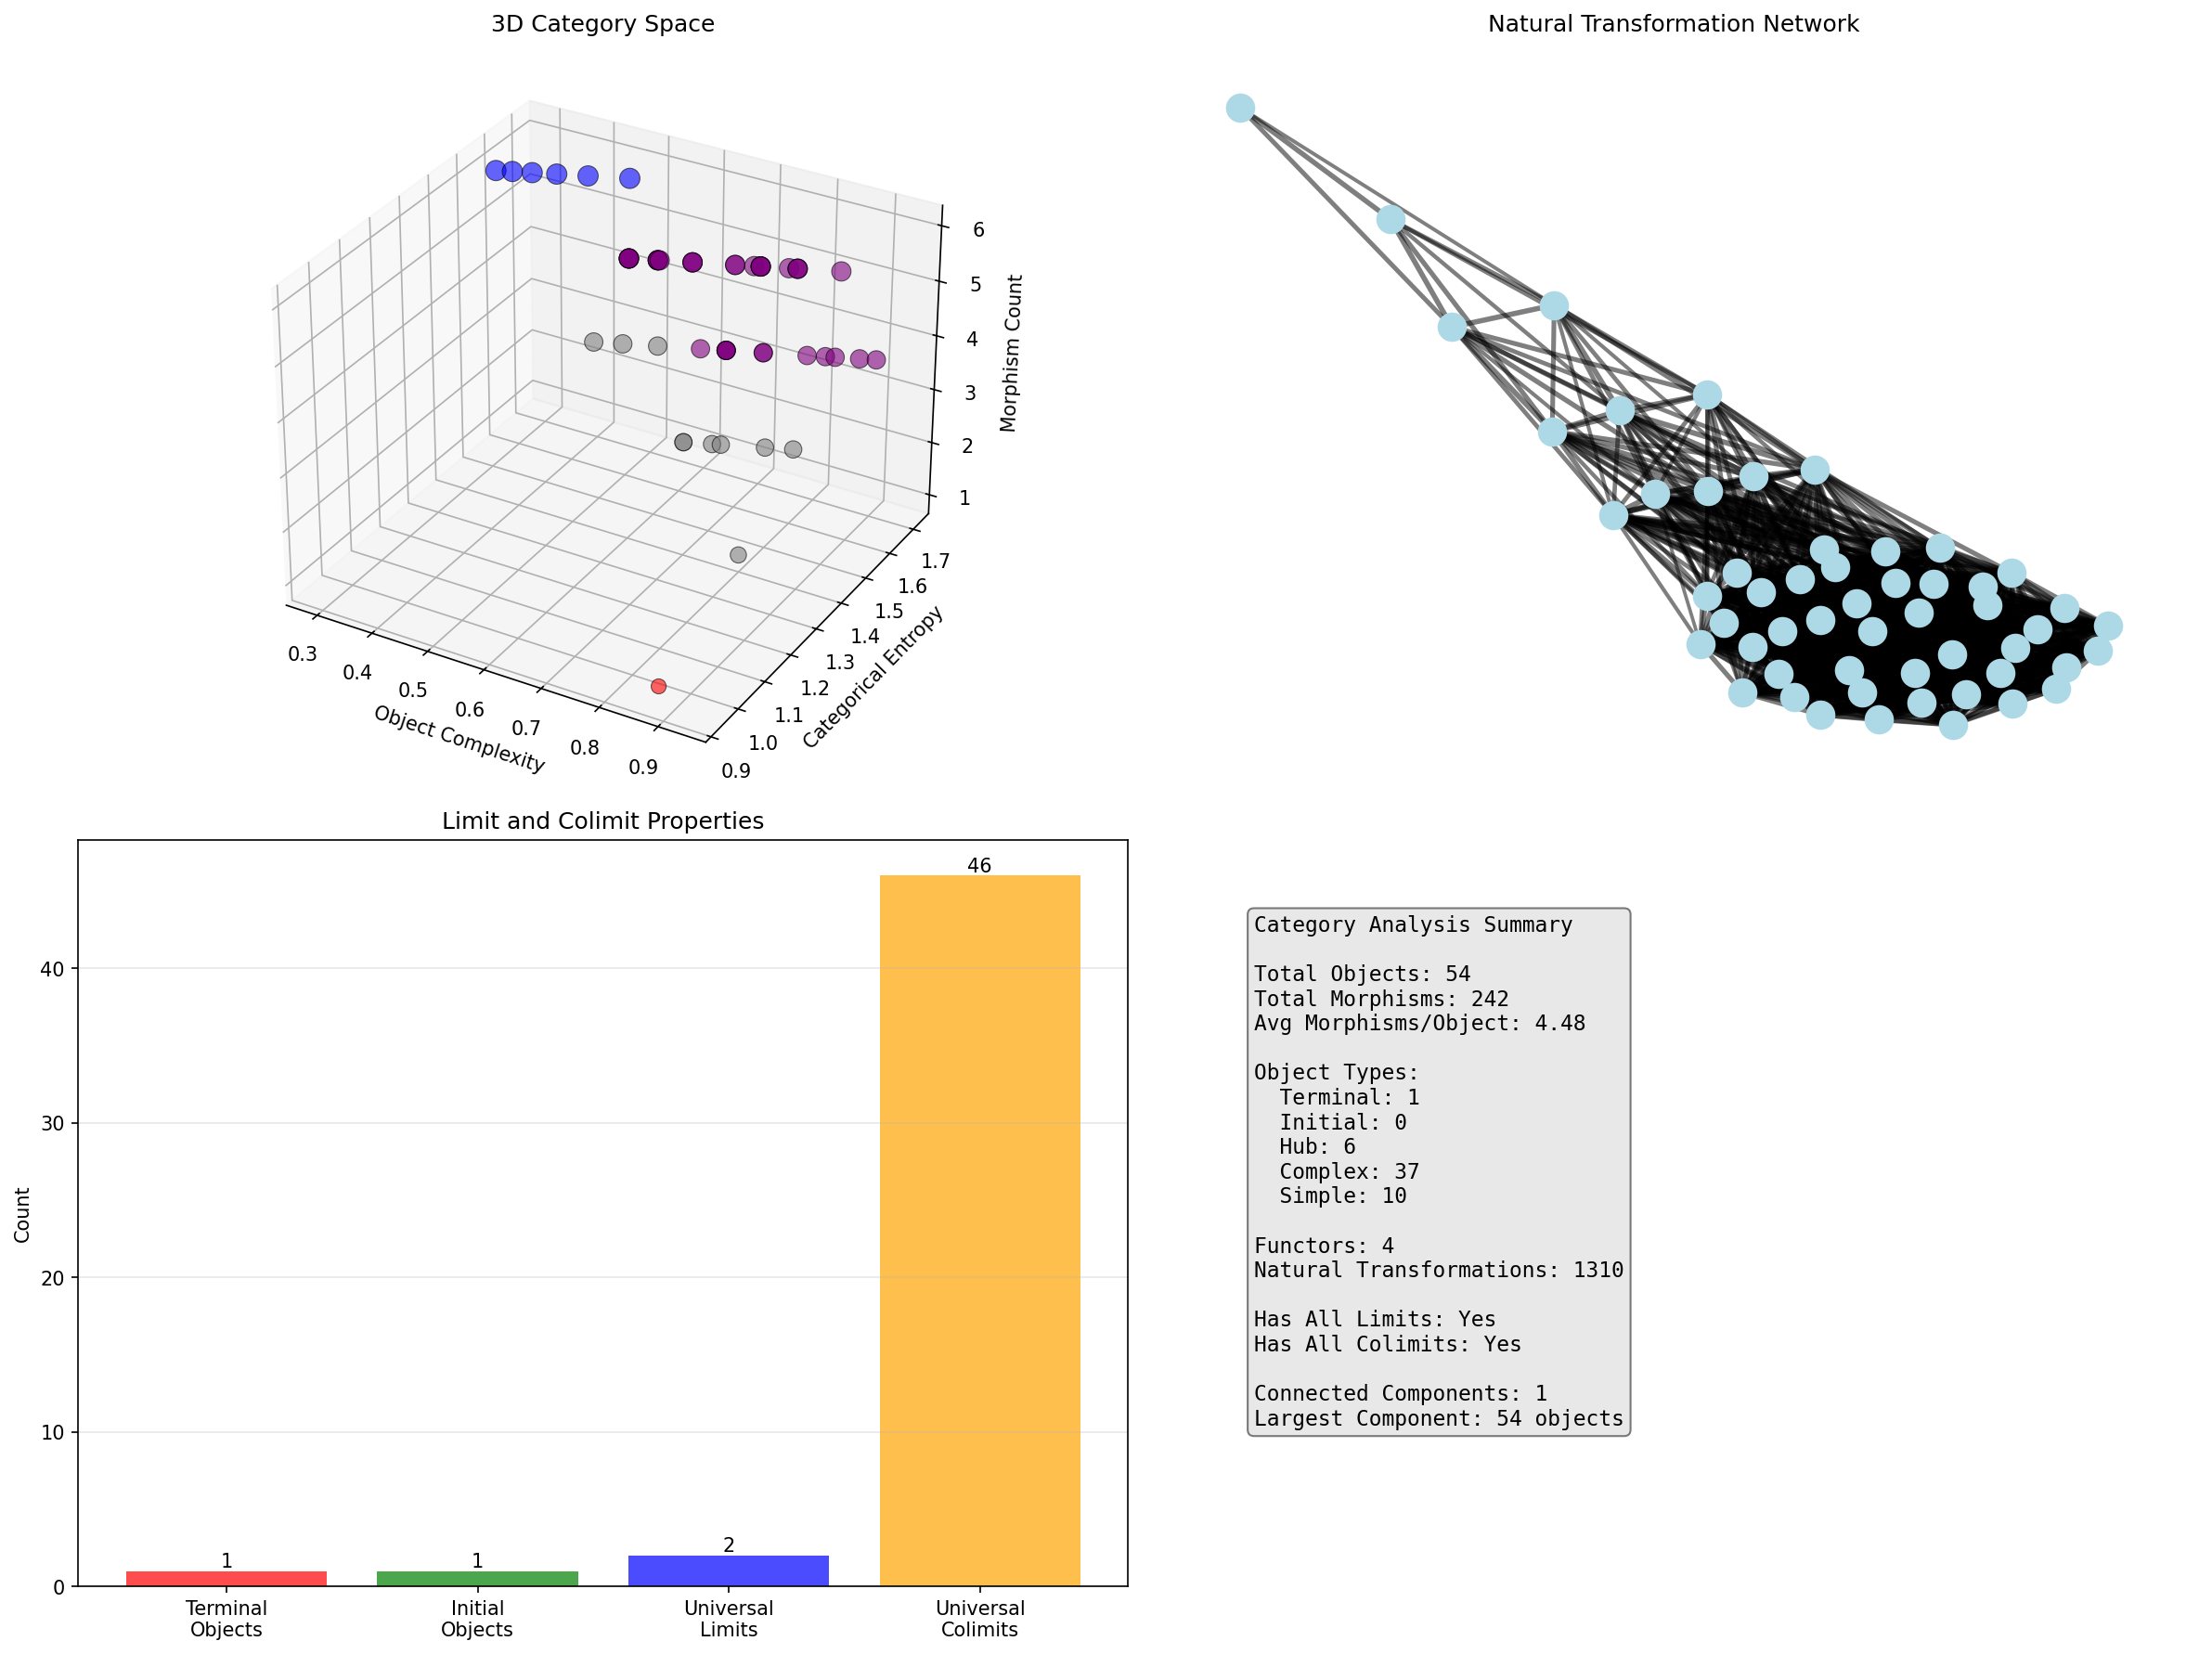 3D Category Space
6
5
4
3
2
1
Morphism Count
0.3
0.4
0.5
0.6
0.7
0.8
0.9
Object Complexity
0.9
1.0
1.1
1.2
1.3
1.4
1.5
1.6
1.7
Categorical Entropy
Natural Transformation Network
Limit and Colimit Properties
Count
0
10
20
30
40
1
1
2
46
Terminal
Objects
Initial
Objects
Universal
Limits
Universal
Colimits
Category Analysis Summary
Total Objects: 54
Total Morphisms: 242
Avg Morphisms/Object: 4.48
Object Types:
Terminal: 1
Initial: 0
Hub: 6
Complex: 37
Simple: 10
Functors: 4
Natural Transformations: 1310
Has All Limits: Yes
Has All Colimits: Yes
Connected Components: 1
Largest Component: 54 objects